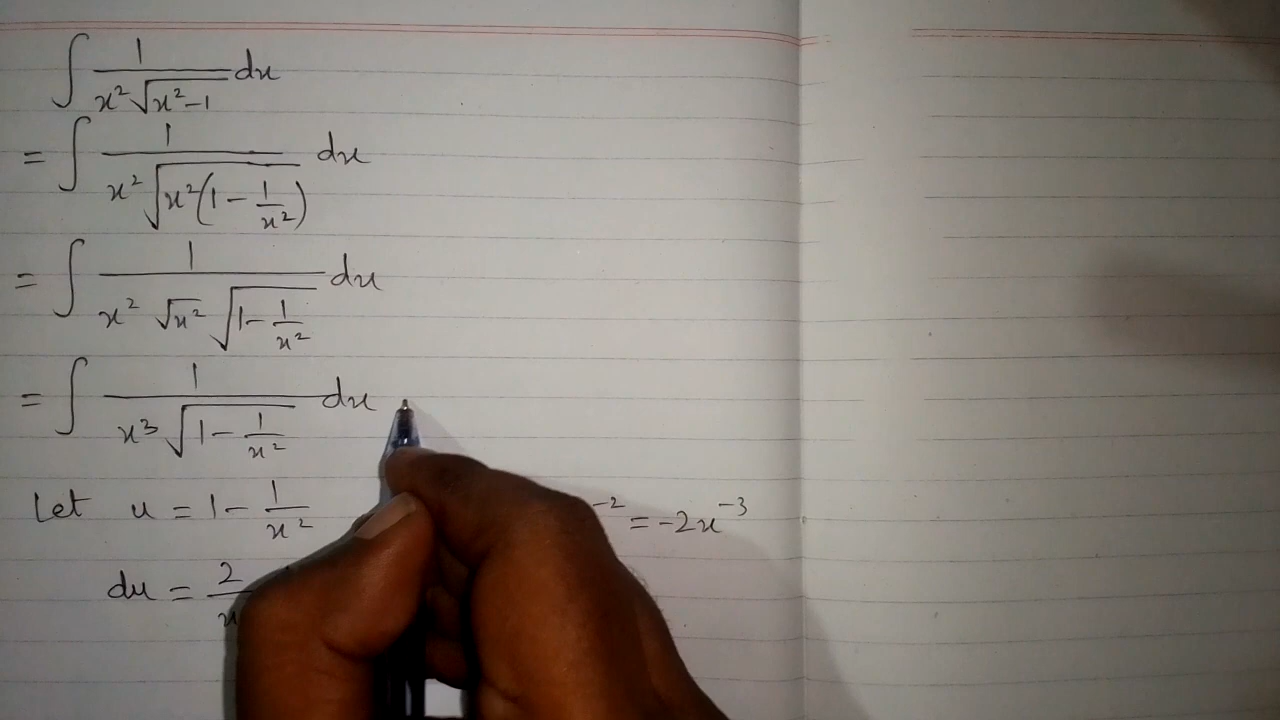 ∫ 1/(x²√(x²-1)) dx
= ∫ 1/(x²√(x²(1 - 1/x²))) dx
= ∫ 1/(x² √x² √(1 - 1/x²)) dx
= ∫ 1/(x³ √(1 - 1/x²)) dx
Let u = 1 - 1/x² -2 = -2x⁻³
du = 2/x